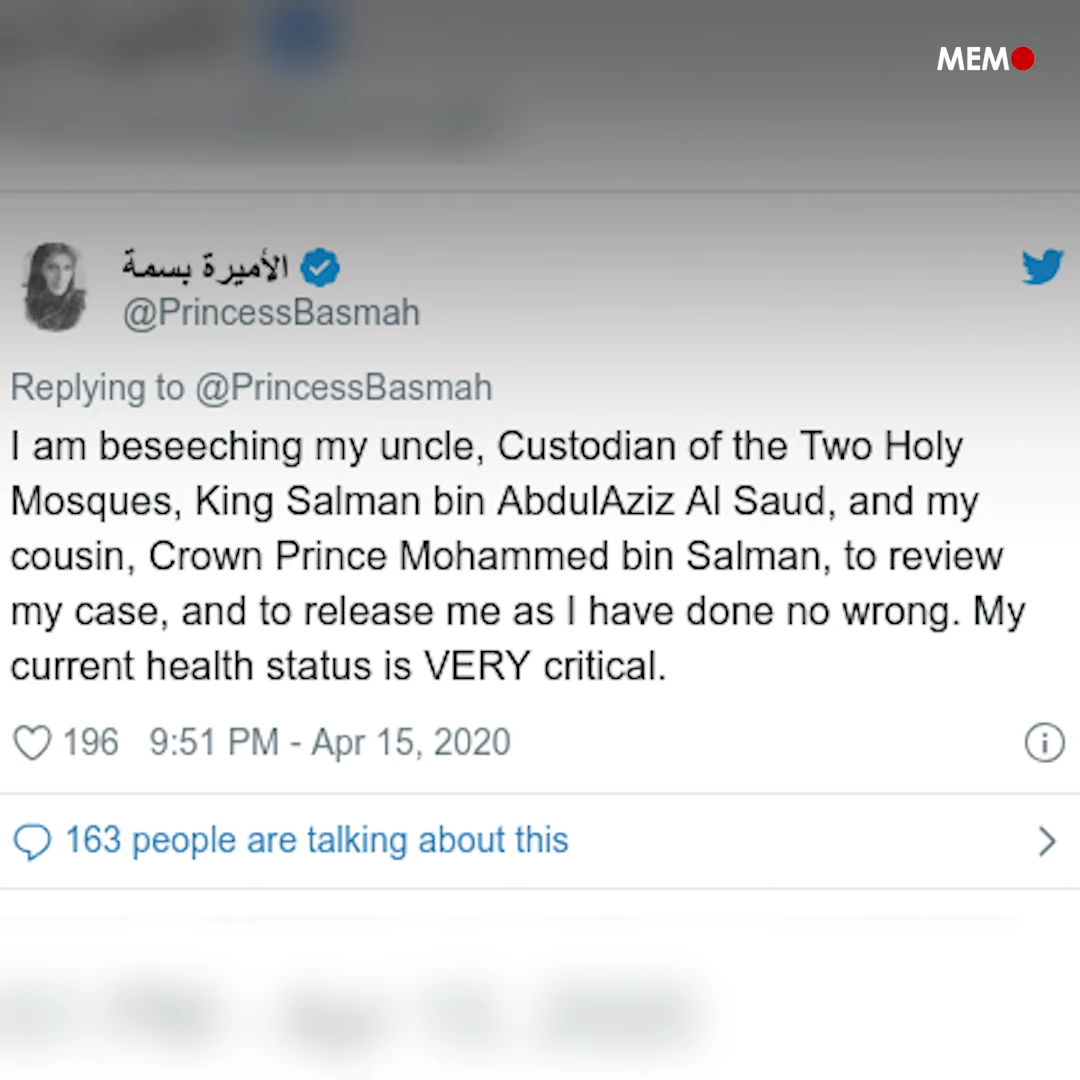 MEMO
الأميرة بسمة
@PrincessBasmah
Replying to @PrincessBasmah
I am beseeching my uncle, Custodian of the Two Holy
Mosques, King Salman bin AbdulAziz Al Saud, and my
cousin, Crown Prince Mohammed bin Salman, to review
my case, and to release me as I have done no wrong. My
current health status is VERY critical.
196 9:51 PM - Apr 15, 2020
163 people are talking about this